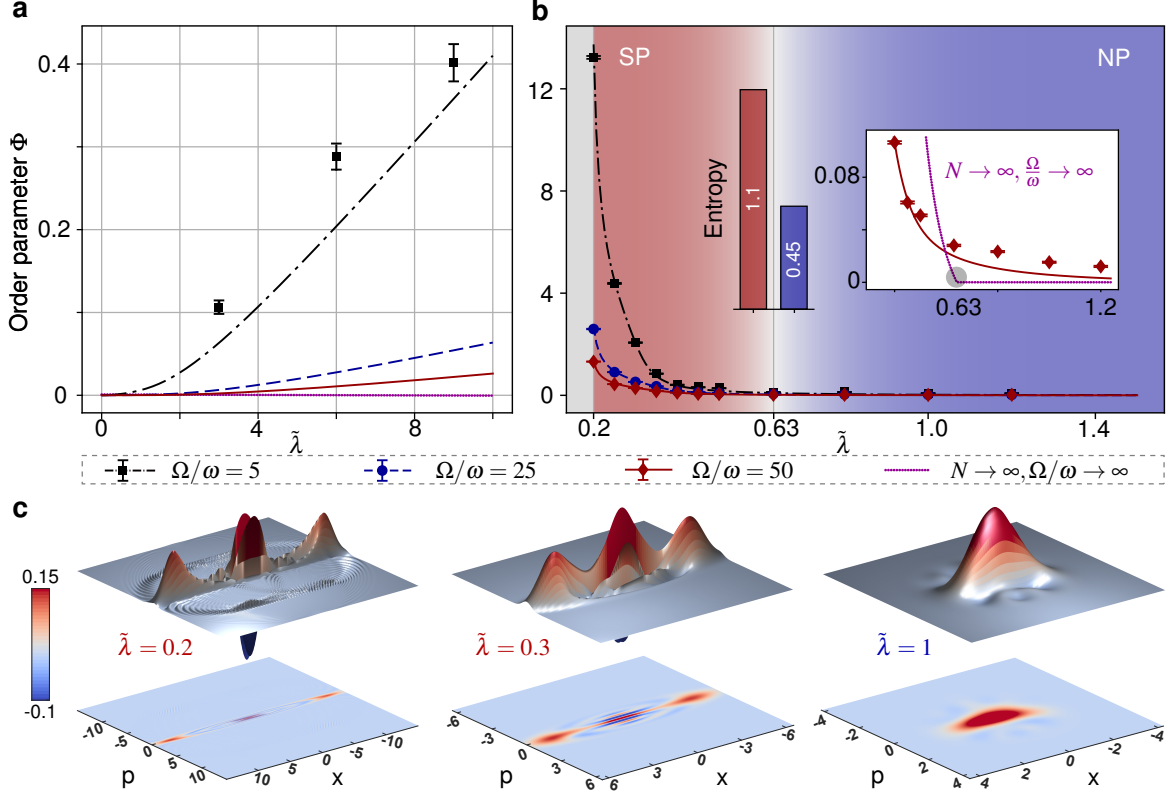 a
Order parameter Φ
0.4
0.2
0
0
4
8
λ̃
b
SP
NP
12
8
4
0
Entropy
1.1
0.45
N → ∞, Ω/ω → ∞
0.08
0
0.63
1.2
0.2
0.63
λ̃
1.0
1.4
Ω/ω = 5
Ω/ω = 25
Ω/ω = 50
N → ∞, Ω/ω → ∞
c
0.15
-0.1
λ̃ = 0.2
λ̃ = 0.3
λ̃ = 1
-10
-5
0
5
10
p
10
5
0
-5
-10
x
-6
-3
0
3
6
p
6
3
0
-3
-6
x
-4
-2
0
2
4
p
4
2
0
-2
-4
x